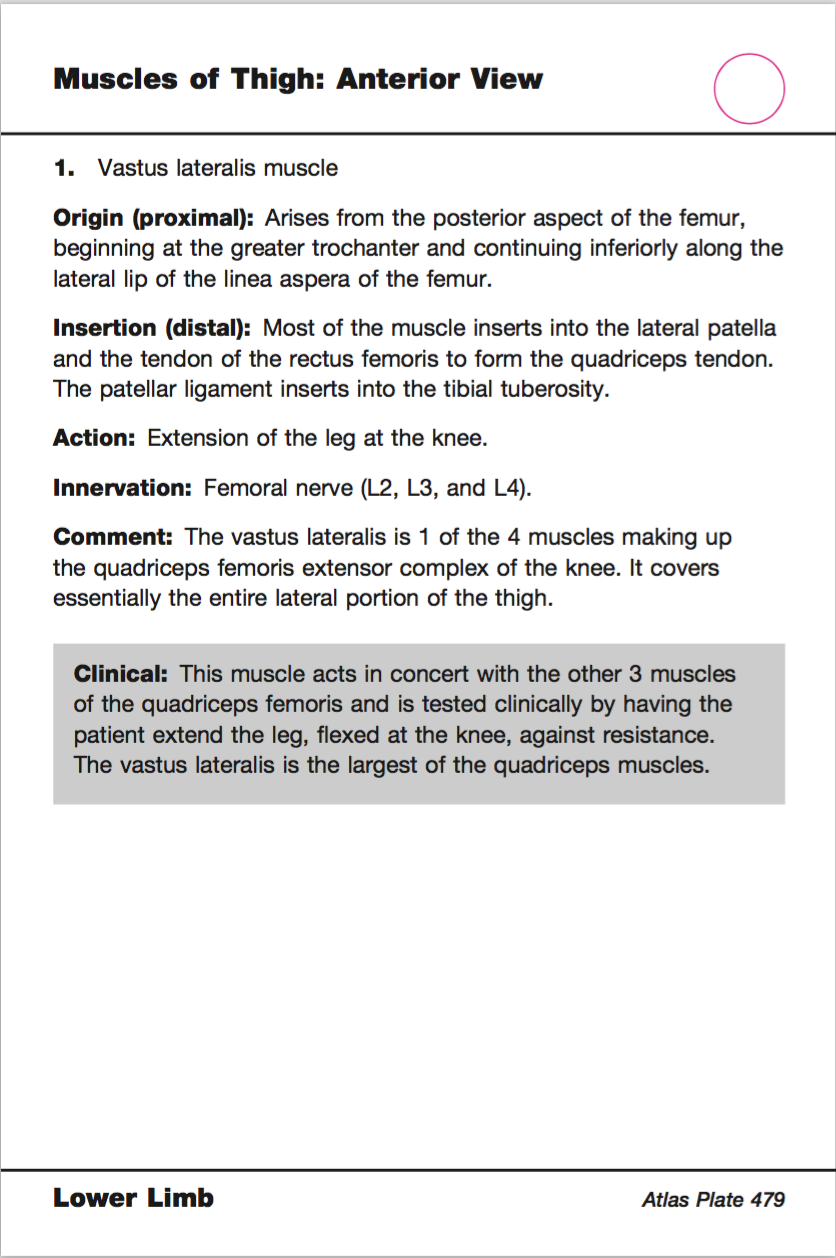 Muscles of Thigh: Anterior View
1. Vastus lateralis muscle
Origin (proximal): Arises from the posterior aspect of the femur,
beginning at the greater trochanter and continuing inferiorly along the
lateral lip of the linea aspera of the femur.
Insertion (distal): Most of the muscle inserts into the lateral patella
and the tendon of the rectus femoris to form the quadriceps tendon.
The patellar ligament inserts into the tibial tuberosity.
Action: Extension of the leg at the knee.
Innervation: Femoral nerve (L2, L3, and L4).
Comment: The vastus lateralis is 1 of the 4 muscles making up
the quadriceps femoris extensor complex of the knee. It covers
essentially the entire lateral portion of the thigh.
Clinical: This muscle acts in concert with the other 3 muscles
of the quadriceps femoris and is tested clinically by having the
patient extend the leg, flexed at the knee, against resistance.
The vastus lateralis is the largest of the quadriceps muscles.
Lower Limb
Atlas Plate 479